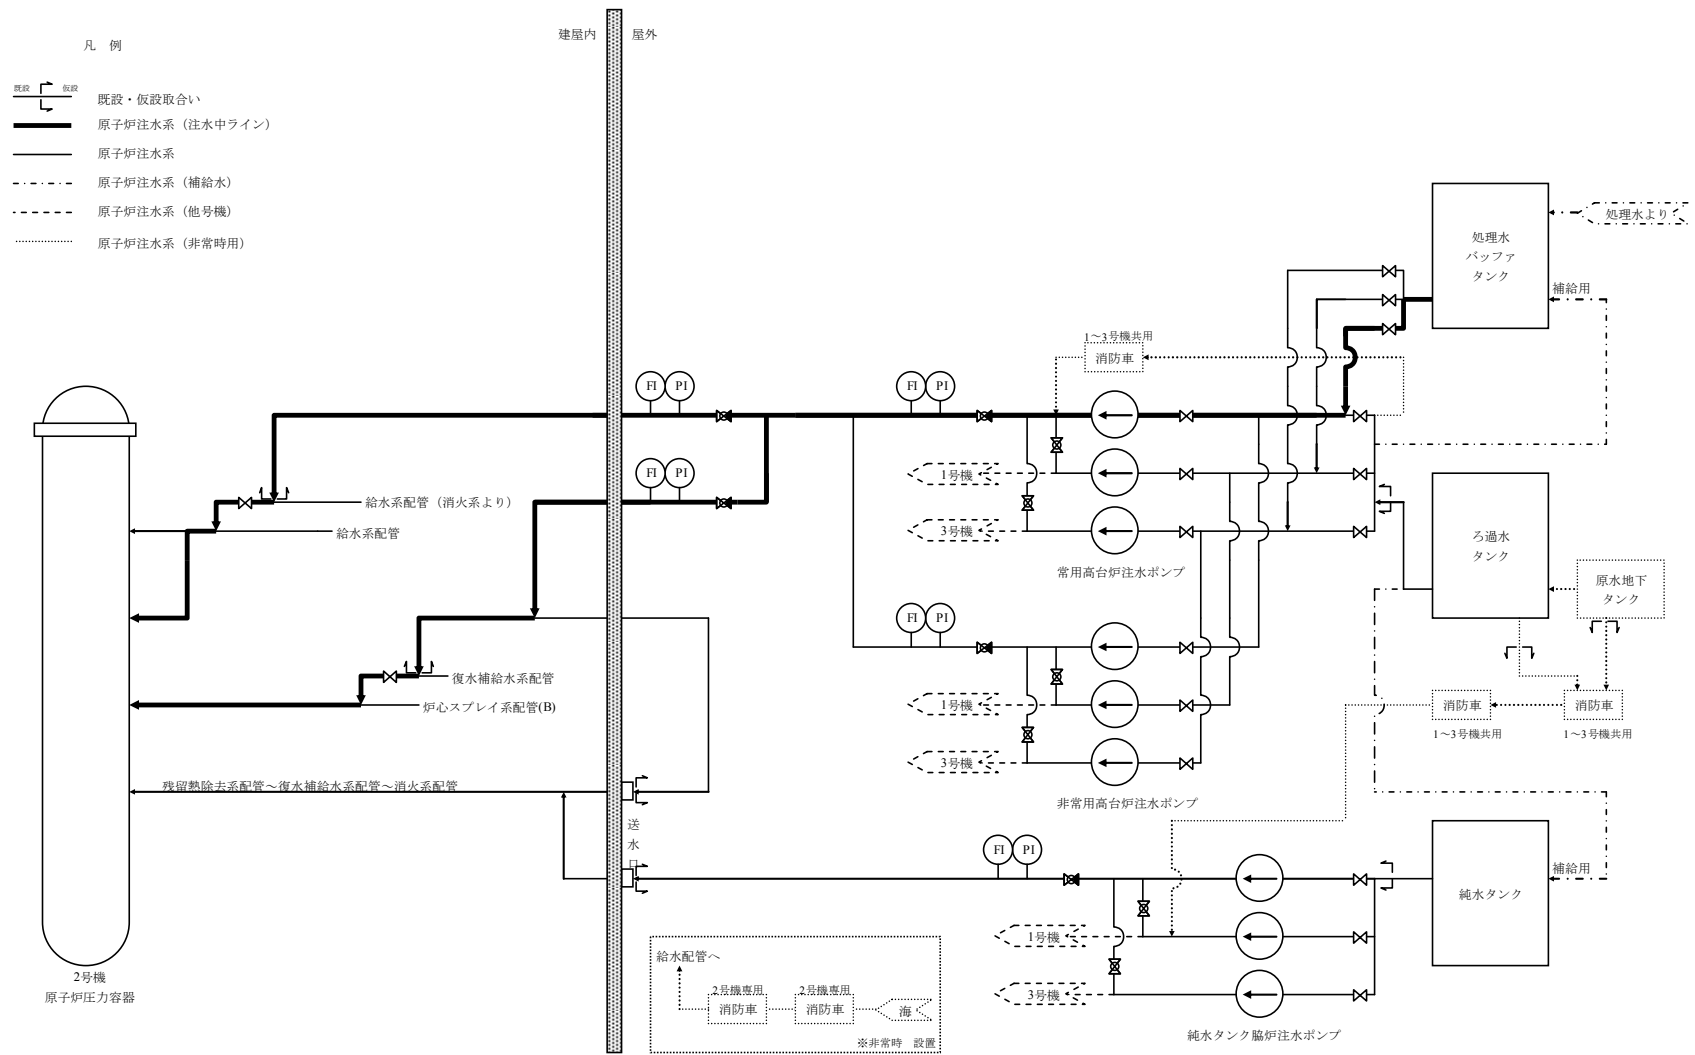 凡 例
既設 仮設
既設・仮設取合い
原子炉注水系（注水中ライン）
原子炉注水系
原子炉注水系（補給水）
原子炉注水系（他号機）
原子炉注水系（非常時用）
建屋内 屋外
処理水より
処理水
バッファ
タンク
補給用
1～3号機共用
消防車
FI PI
FI PI
FI PI
1号機
3号機
給水系配管（消火系より）
給水系配管
常用高台炉注水ポンプ
ろ過水
タンク
原水地下
タンク
FI PI
復水補給水系配管
炉心スプレイ系配管(B)
1号機
3号機
消防車
消防車
1～3号機共用
1～3号機共用
残留熱除去系配管～復水補給水系配管～消火系配管
非常用高台炉注水ポンプ
送
水
口
FI PI
補給用
純水タンク
1号機
3号機
純水タンク脇炉注水ポンプ
2号機
原子炉圧力容器
給水配管へ
2号機専用
消防車
2号機専用
消防車
海
※非常時 設置